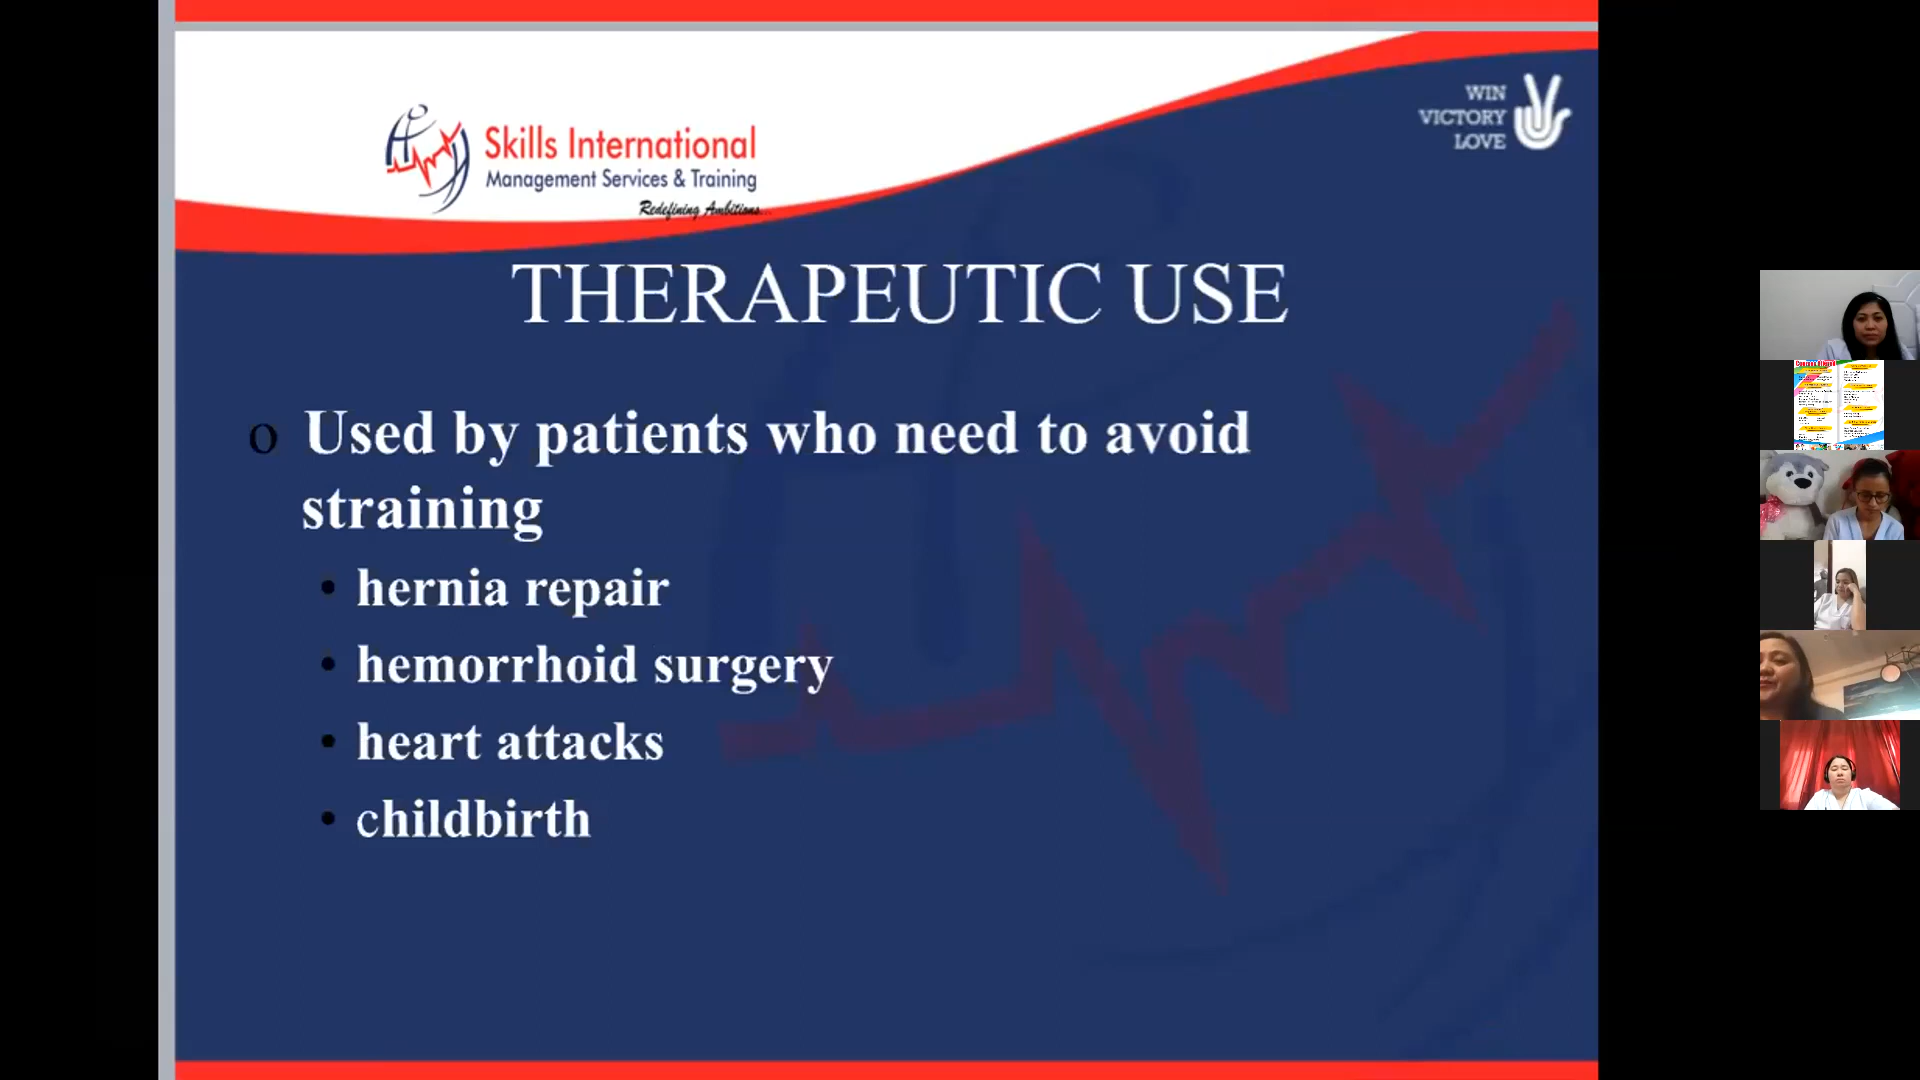 WIN
VICTORY
LOVE
Skills International
Management Services & Training
Redefining Ambitions...
THERAPEUTIC USE
o Used by patients who need to avoid
straining
• hernia repair
• hemorrhoid surgery
• heart attacks
• childbirth